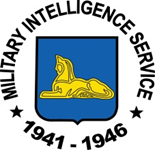 MILITARY INTELLIGENCE SERVICE
1941 - 1946